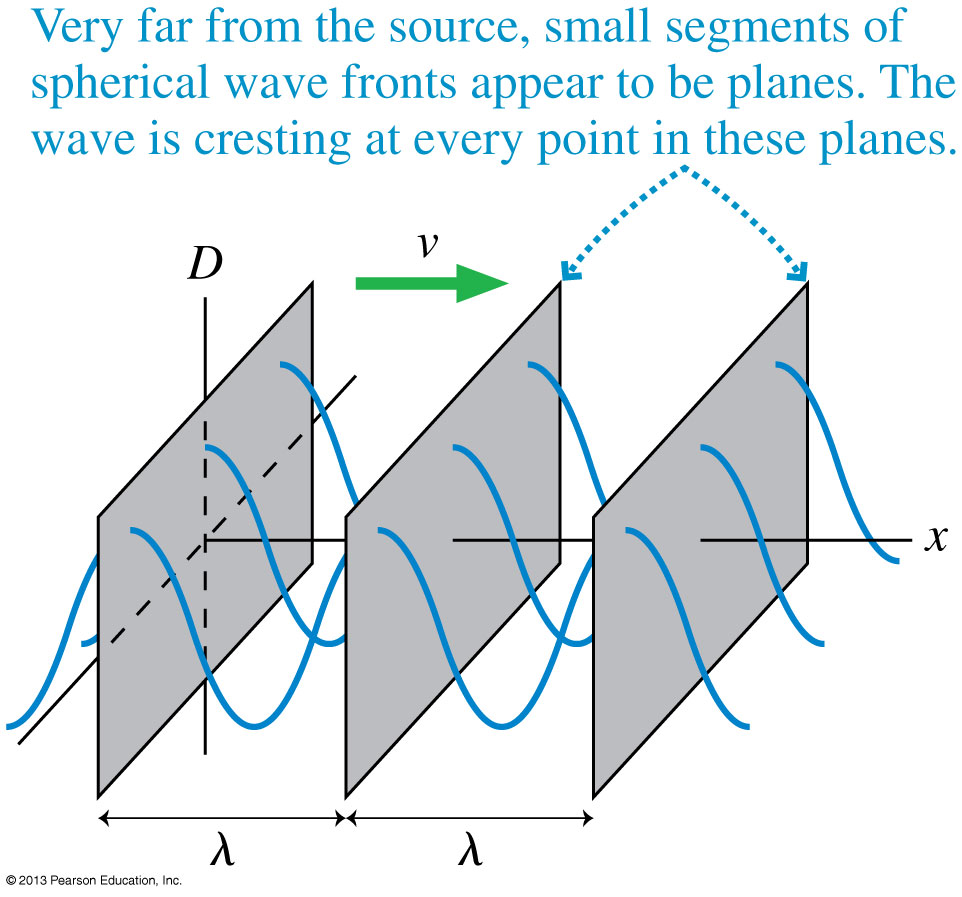 Very far from the source, small segments of
spherical wave fronts appear to be planes. The
wave is cresting at every point in these planes.
v
D
x
λ
λ
© 2013 Pearson Education, Inc.